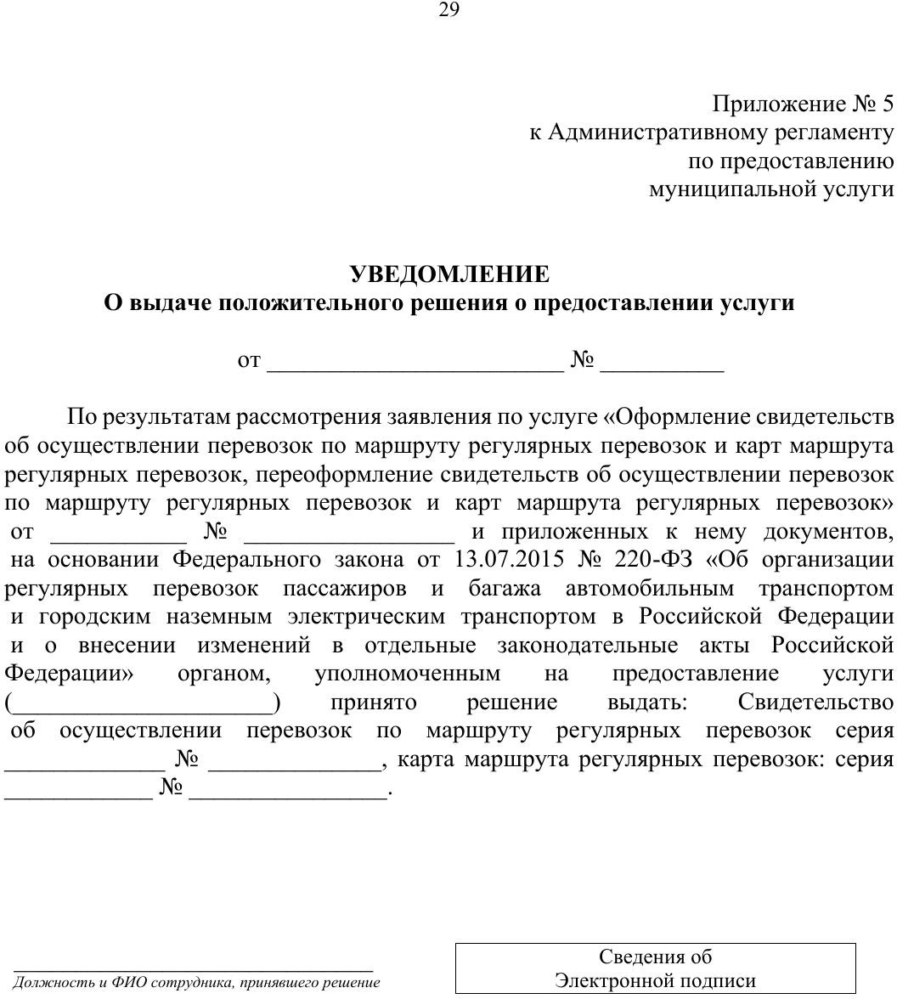 29
Приложение № 5
к Административному регламенту
по предоставлению
муниципальной услуги
УВЕДОМЛЕНИЕ
О выдаче положительного решения о предоставлении услуги
от ________________________ № __________
По результатам рассмотрения заявления по услуге «Оформление свидетельств
об осуществлении перевозок по маршруту регулярных перевозок и карт маршрута
регулярных перевозок, переоформление свидетельств об осуществлении перевозок
по маршруту регулярных перевозок и карт маршрута регулярных перевозок»
от ___________ № _________________ и приложенных к нему документов,
на основании Федерального закона от 13.07.2015 № 220-ФЗ «Об организации
регулярных перевозок пассажиров и багажа автомобильным транспортом
и городским наземным электрическим транспортом в Российской Федерации
и о внесении изменений в отдельные законодательные акты Российской
Федерации» органом, уполномоченным на предоставление услуги
(_____________________) принято решение выдать: Свидетельство
об осуществлении перевозок по маршруту регулярных перевозок серия
_____________ № ______________, карта маршрута регулярных перевозок: серия
____________ № ________________.
_____________________________
Должность и ФИО сотрудника, принявшего решение
Сведения об
Электронной подписи